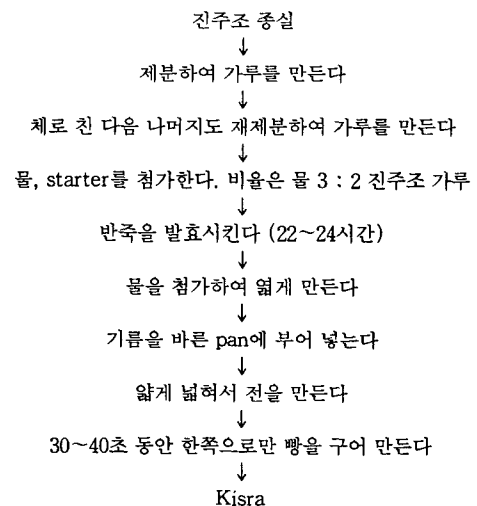 진주조 종실
↓
제분하여 가루를 만든다
↓
체로 친 다음 나머지도 재제분하여 가루를 만든다
↓
물, starter를 첨가한다. 비율은 물 3 : 2 진주조 가루
↓
반죽을 발효시킨다 (22～24시간)
↓
물을 첨가하여 엷게 만든다
↓
기름을 바른 pan에 부어 넣는다
↓
얇게 넓혀서 전을 만든다
↓
30～40초 동안 한쪽으로만 빵을 구어 만든다
↓
Kisra